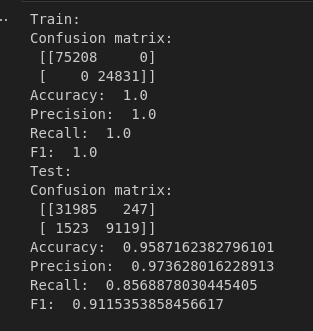 Train:
Confusion matrix:
[[75208     0]
[    0 24831]]
Accuracy:  1.0
Precision:  1.0
Recall:  1.0
F1:  1.0
Test:
Confusion matrix:
[[31985   247]
[ 1523  9119]]
Accuracy:  0.9587162382796101
Precision:  0.973628016228913
Recall:  0.8568878030445405
F1:  0.9115353858456617